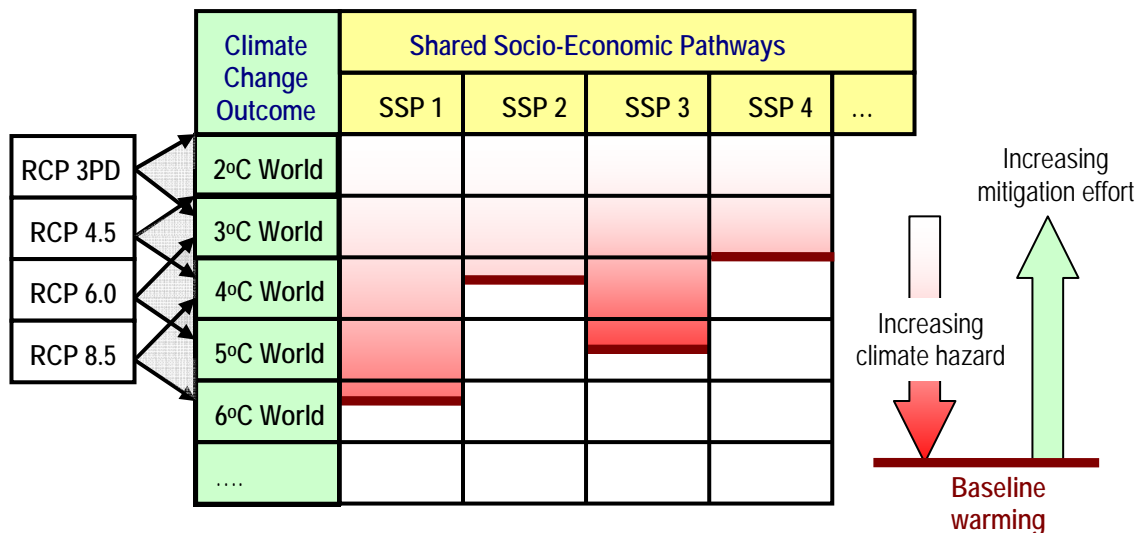 Climate
Change
Outcome
Shared Socio-Economic Pathways
SSP 1
SSP 2
SSP 3
SSP 4
...
RCP 3PD
RCP 4.5
RCP 6.0
RCP 8.5
2ºC World
3ºC World
4ºC World
5ºC World
6ºC World
....
Increasing
mitigation effort
Increasing
climate hazard
Baseline
warming